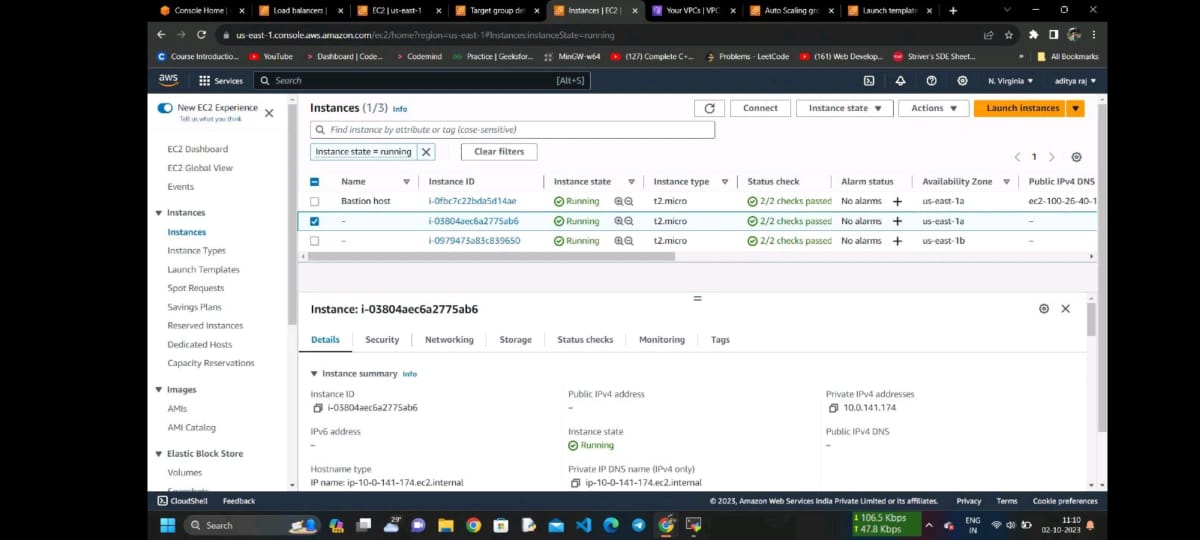 Console Home |
Load balancers |
EC2 | us-east-1
Target group de
Instances | EC2 |
Your VPCs | VPC
Auto Scaling gro
Launch template
us-east-1.console.aws.amazon.com/ec2/home?region=us-east-1#Instances:instanceState=running
Course Introductio...
YouTube
> Dashboard | Code...
> Codemind
Practice | Geeksfor...
MinGW-w64
(127) Complete C+...
Problems - LeetCode
(161) Web Develop...
Striver's SDE Sheet...
»
All Bookmarks
aws
Services
Search
[Alt+S]
N. Virginia
aditya raj
New EC2 Experience
Tell us what you think
EC2 Dashboard
EC2 Global View
Events
Instances
Instances
Instance Types
Launch Templates
Spot Requests
Savings Plans
Reserved Instances
Dedicated Hosts
Capacity Reservations
Images
AMIs
AMI Catalog
Elastic Block Store
Volumes
Snapshots
Instances (1/3) Info
Connect
Instance state
Actions
Launch instances
Find instance by attribute or tag (case-sensitive)
Instance state = running
Clear filters
1
Name Instance ID Instance state Instance type Status check Alarm status Availability Zone Public IPv4 DNS
Bastion host i-0fbc7c22bda5d14ae Running t2.micro 2/2 checks passed No alarms + us-east-1a ec2-100-26-40-1
– i-03804aec6a2775ab6 Running t2.micro 2/2 checks passed No alarms + us-east-1a –
– i-0979473a83c839650 Running t2.micro 2/2 checks passed No alarms + us-east-1b –
Instance: i-03804aec6a2775ab6
Details Security Networking Storage Status checks Monitoring Tags
Instance summary Info
Instance ID
i-03804aec6a2775ab6
Public IPv4 address
–
Private IPv4 addresses
10.0.141.174
IPv6 address
–
Instance state
Running
Public IPv4 DNS
–
Hostname type
IP name: ip-10-0-141-174.ec2.internal
Private IP DNS name (IPv4 only)
ip-10-0-141-174.ec2.internal
CloudShell Feedback
© 2023, Amazon Web Services India Private Limited or its affiliates. Privacy Terms Cookie preferences
Search
29°
106.5 Kbps
47.8 Kbps
ENG
IN
11:10
02-10-2023